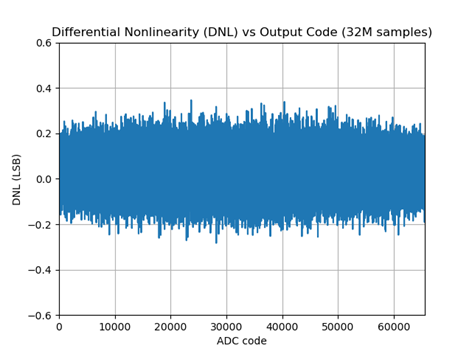 Differential Nonlinearity (DNL) vs Output Code (32M samples)
0.6
0.4
0.2
0.0
−0.2
−0.4
−0.6
DNL (LSB)
0 10000 20000 30000 40000 50000 60000
ADC code